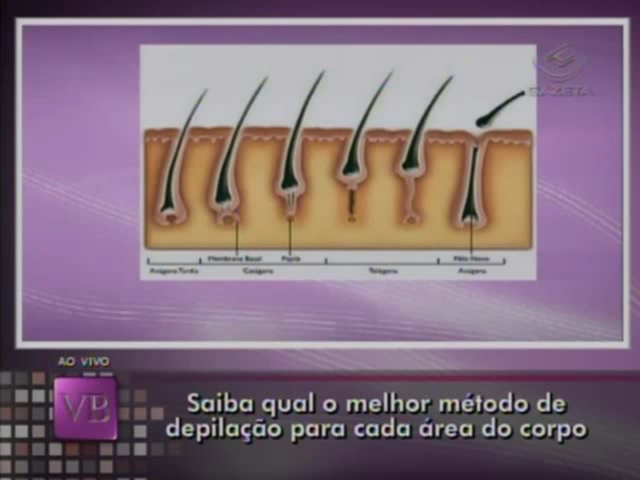 GAZETA
Membrana Basal Papila Pêlo Novo
Anágena Tardia Catágena Telógena Anágena
AO VIVO
VB
Saiba qual o melhor método de
depilação para cada área do corpo